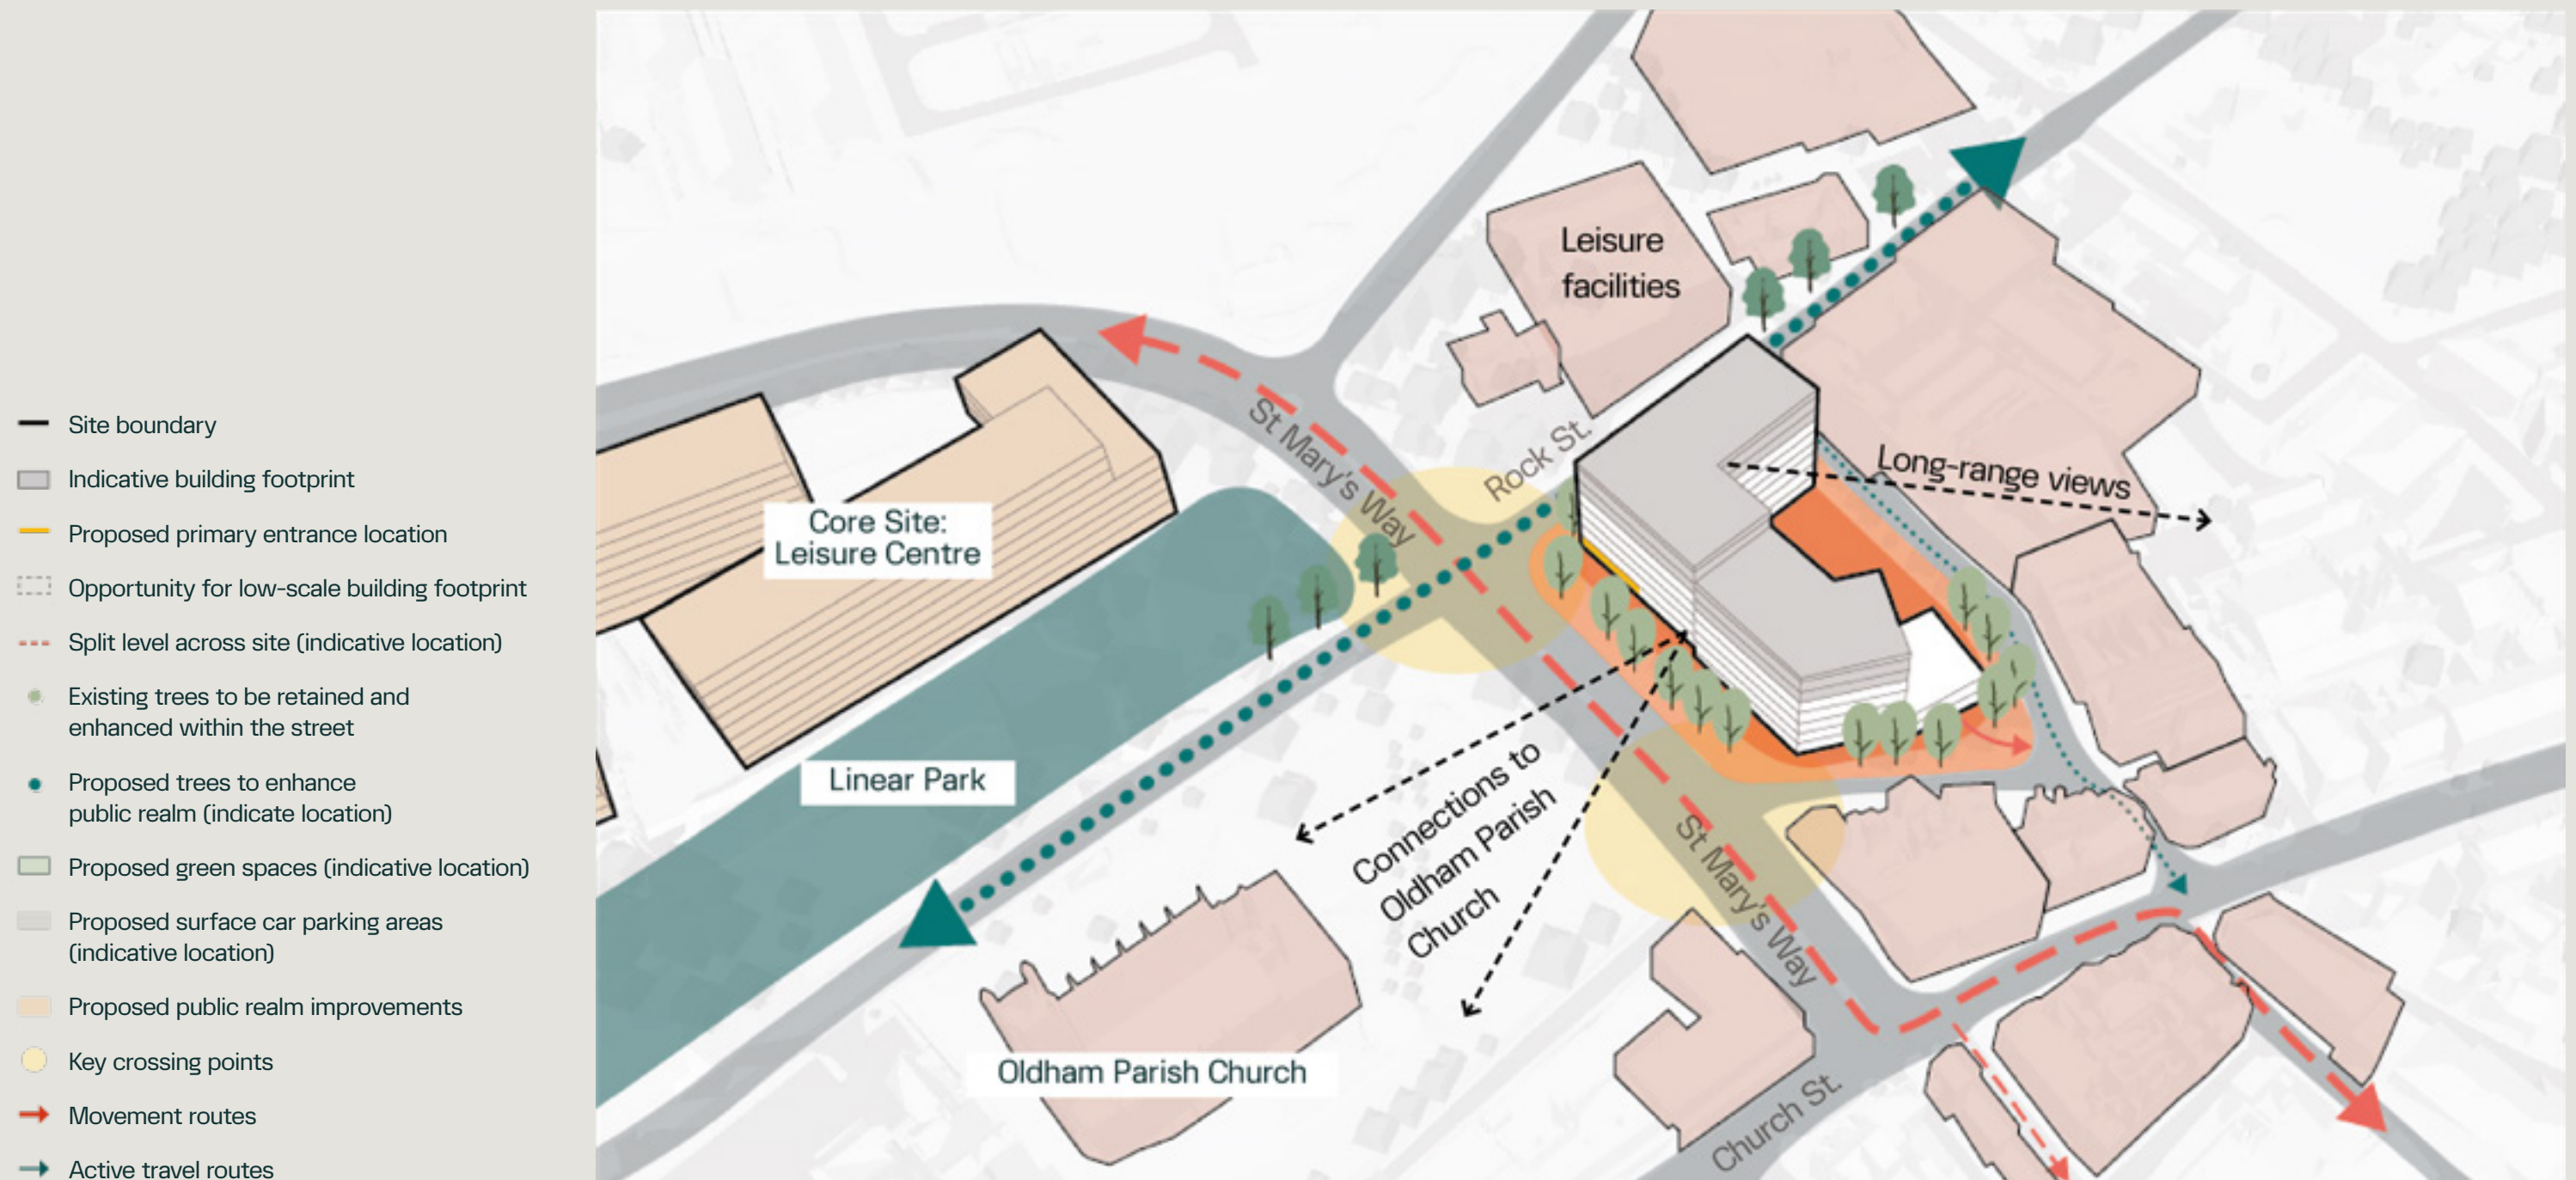 Site boundary
Indicative building footprint
Proposed primary entrance location
Opportunity for low-scale building footprint
Split level across site (indicative location)
Existing trees to be retained and
enhanced within the street
Proposed trees to enhance
public realm (indicate location)
Proposed green spaces (indicative location)
Proposed surface car parking areas
(indicative location)
Proposed public realm improvements
Key crossing points
Movement routes
Active travel routes
Leisure
facilities
St Mary's Way
Rock St.
Long-range views
Core Site:
Leisure Centre
Linear Park
Connections to
Oldham Parish
Church
St Mary's Way
Oldham Parish Church
Church St.